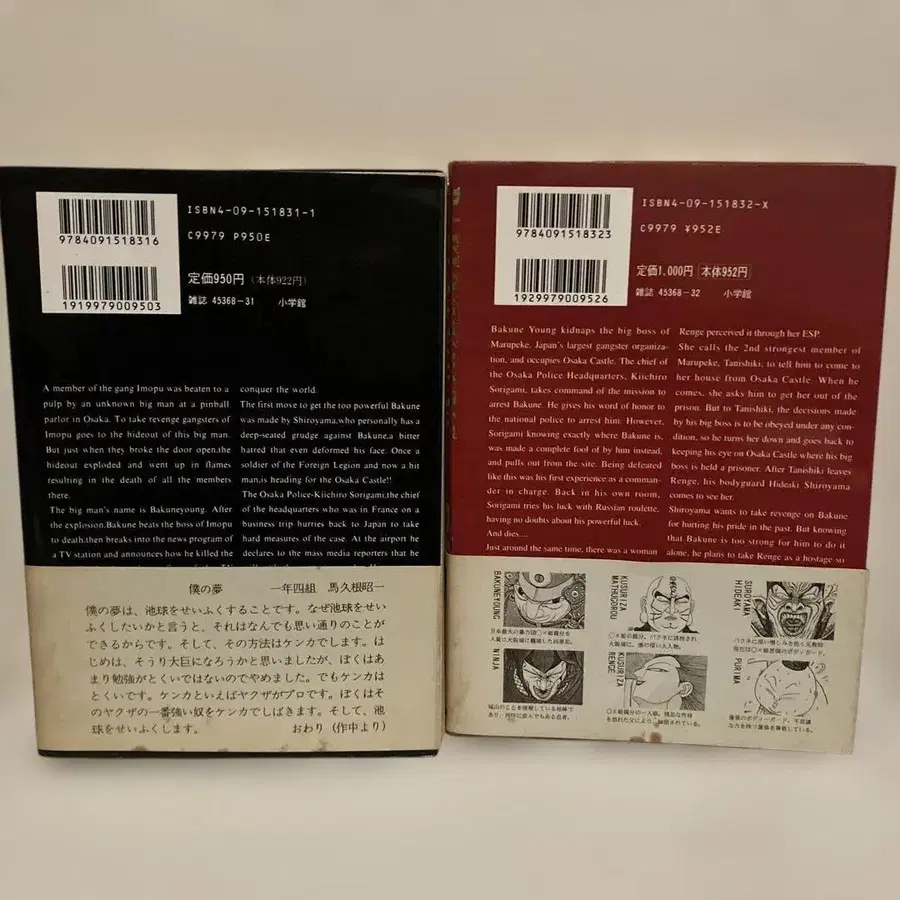 ISBN4-09-151831-1
9784091518316
C9979 P950E
定価950円（本体922円）
1919979009503
雑誌 45368-31 小学館
A member of the gang Imopu was beaten to a
pulp by an unknown big man at a pinball
parlor in Osaka. To take revenge gangsters of
Imopu goes to the hideout of this big man.
But just when they broke the door open,the
hideout exploded and went up in flames
resulting in the death of all the members
there.
The big man's name is Bakuneyoung. After
the explosion,Bakune beats the boss of Imopu
to death,then breaks into the news program of
a TV station and announces how he killed the
conquer the world.
The first move to get the too powerful Bakune
was made by Shiroyama,who personally has a
deep-seated grudge against Bakune,a bitter
hatred that even deformed his face. Once a
soldier of the Foreign Legion and now a hit
man,is heading for the Osaka Castle!!
The Osaka Police-Kiichiro Sorigami,the chief
of the headquarters who was in France on a
business trip hurries back to Japan to take
hard measures of the case. At the airport he
declares to the mass media reporters that he
僕の夢 一年四組 馬久根昭一
僕の夢は、池球をせいふくすることです。なぜ池球をせい
ふくしたいかと言うと、それはなんでも思い通りのことが
できるからです。そして、その方法はケンカでします。は
じめは、そうり大巨になろうかと思いましたが、ぼくはあ
まり勉強がとくいではないのでやめました。でもケンカは
とくいです。ケンカといえばヤクザがプロです。ぼくはそ
のヤクザの一番強い奴をケンカでしばきます。そして、池
球をせいふくします。 おわり（作中より）
ISBN4-09-151832-X
9784091518323
C9979 ¥952E
定価1,000円 本体952円
1929979009526
雑誌 45368-32 小学館
Bakune Young kidnaps the big boss of
Marupeke. Japan's largest gangster organiza-
tion, and occupies Osaka Castle. The chief of
the Osaka Police Headquarters, Kiichiro
Sorigami, takes command of the mission to
arrest Bakune. He gives his word of honor to
the national police to arrest him. However,
Sorigami knowing exactly where Bakune is,
was made a complete fool of by him instead,
and pulls out from the site. Being defeated
like this was his first experience as a comman-
der in charge. Back in his own room,
Sorigami tries his luck with Russian roulette,
having no doubts about his powerful luck.
And dies....
Just around the same time, there was a woman
Renge perceived it through her ESP.
She calls the 2nd strongest member of
Marupeke, Tanishiki, to tell him to come to
her house from Osaka Castle. When he
comes, she asks him to get her out of the
prison. But to Tanishiki, the decisions made
by his big boss is to be obeyed under any con-
dition, so he turns her down and goes back to
keeping his eye on Osaka Castle where his big
boss is held a prisoner. After Tanishiki leaves
Renge, his bodyguard Hideaki Shiroyama
comes to see her.
Shiroyama wants to take revenge on Bakune
for hurting his pride in the past. But knowing
that Bakune is too strong for him to do it
alone, he plans to take Renge as a hostage so
BAKUNEYOUNG
KUSURIZA
MATHUGOROU
SUROYAMA
HIDEAKI
NINJA
KUSURIZA
RENGE
PURIMA